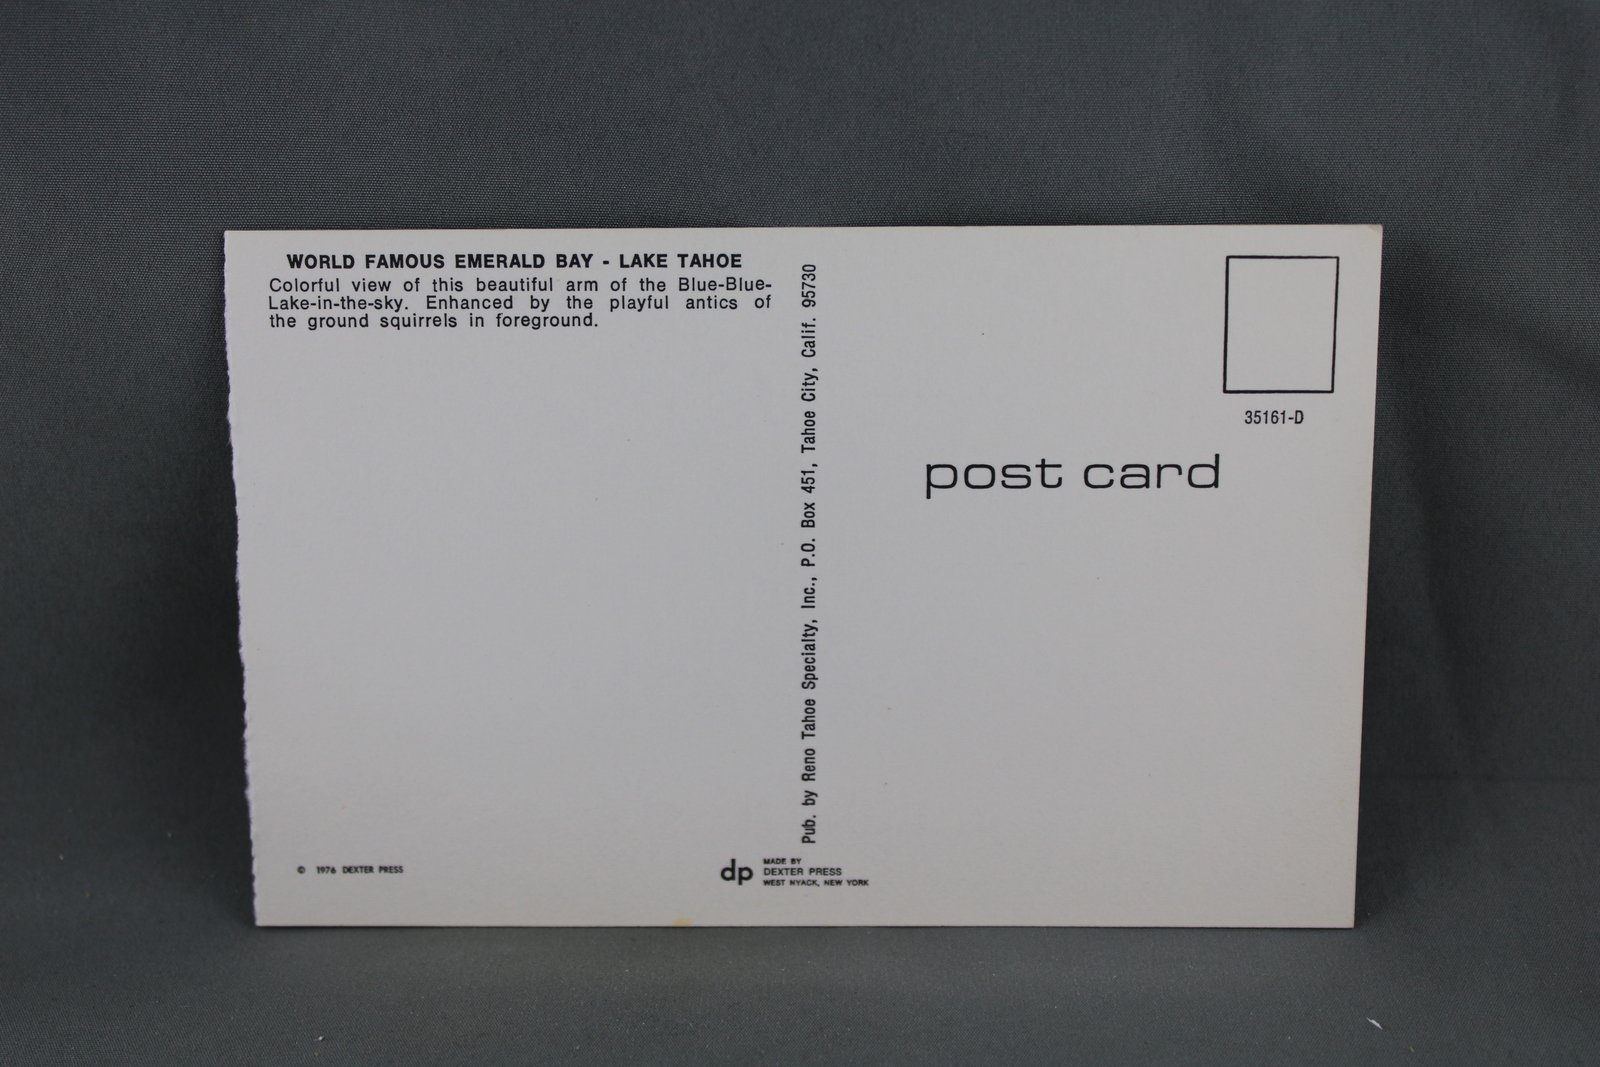 WORLD FAMOUS EMERALD BAY - LAKE TAHOE
Colorful view of this beautiful arm of the Blue-Blue-
Lake-in-the-sky. Enhanced by the playful antics of
the ground squirrels in foreground.
© 1976 DEXTER PRESS
Pub. by Reno Tahoe Specialty, Inc., P.O. Box 451, Tahoe City, Calif. 95730
dp
MADE BY
DEXTER PRESS
WEST NYACK, NEW YORK
35161-D
post card